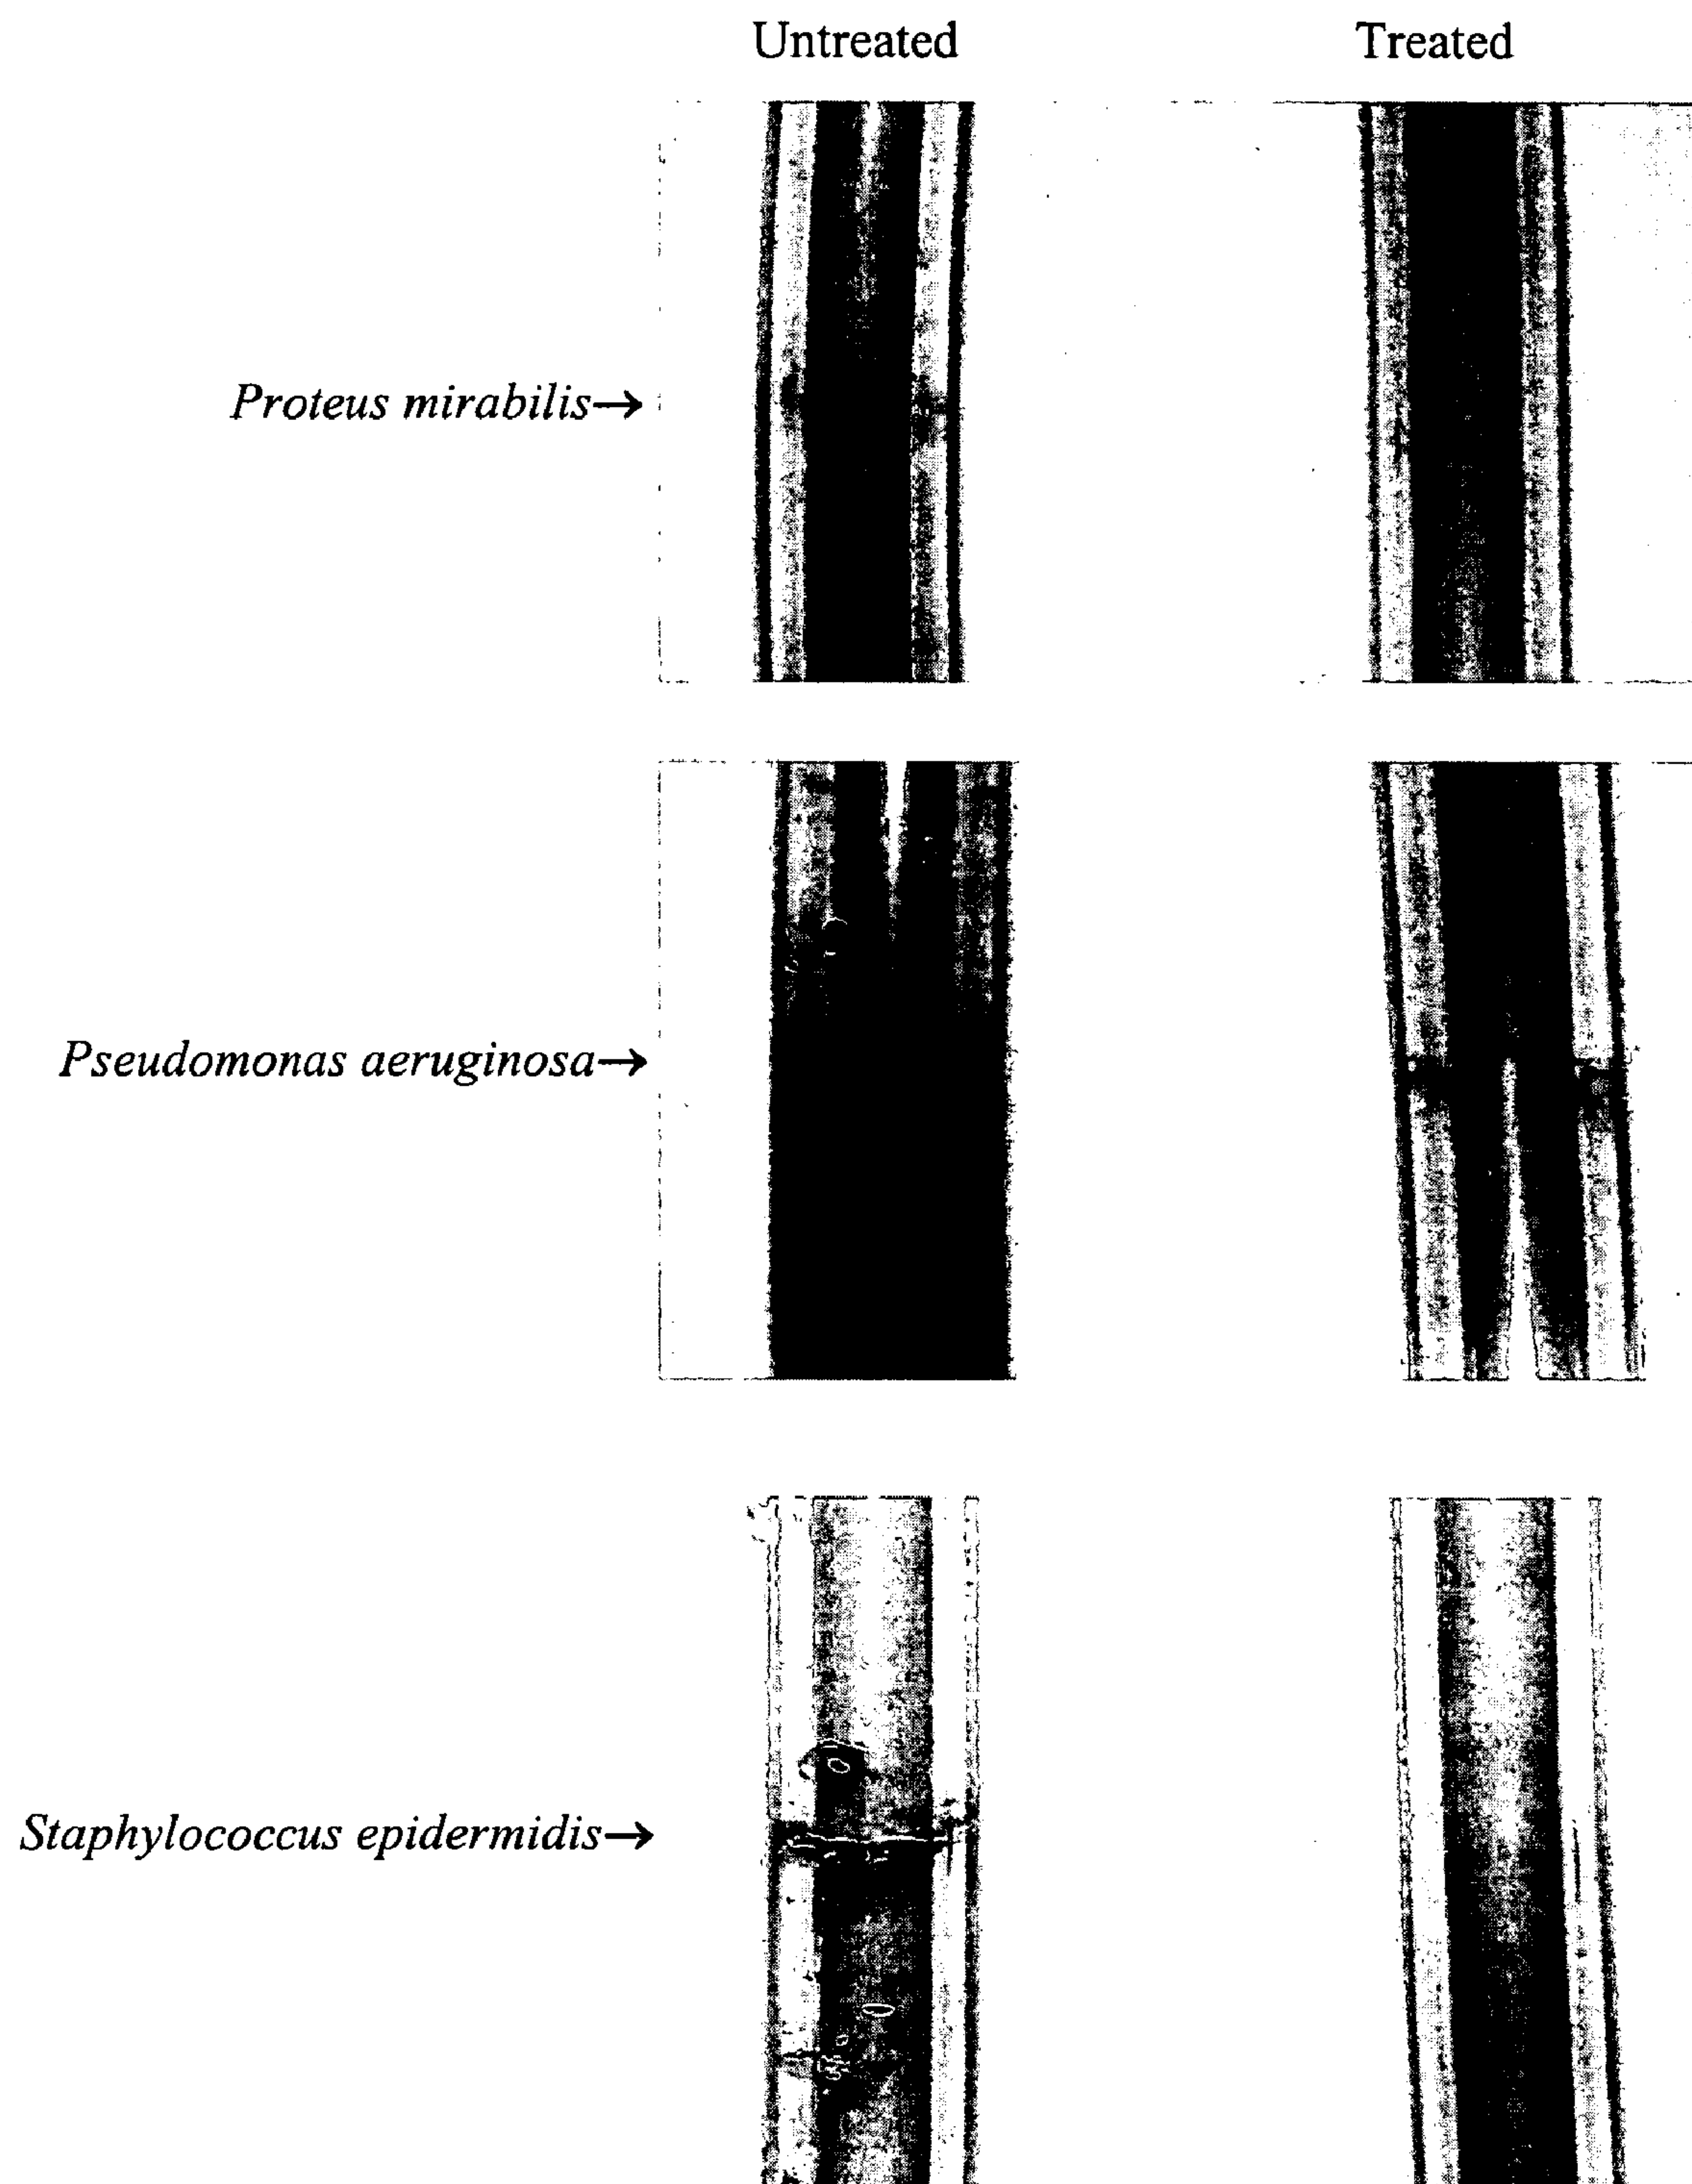 Untreated
Treated
Proteus mirabilis→
Pseudomonas aeruginosa→
Staphylococcus epidermidis→